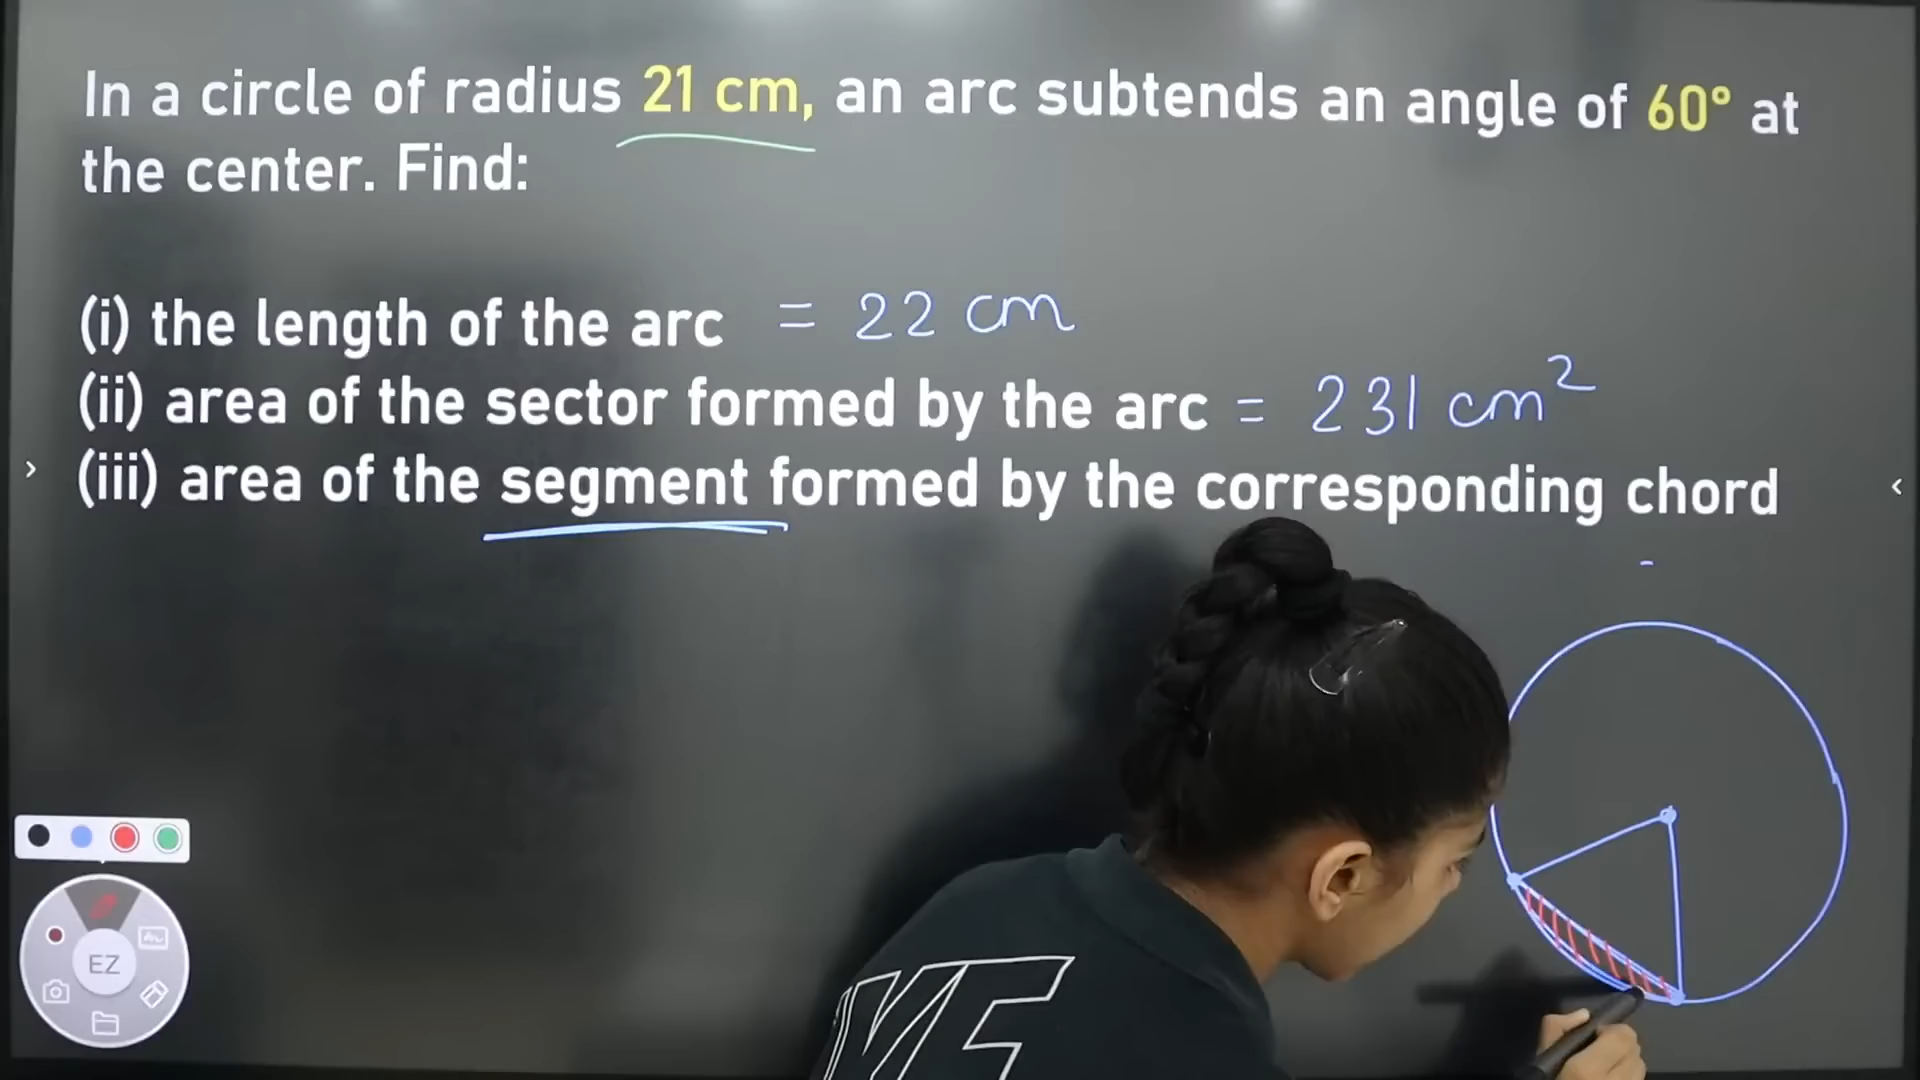 In a circle of radius 21 cm, an arc subtends an angle of 60° at
the center. Find:
(i) the length of the arc = 22 cm
(ii) area of the sector formed by the arc = 231 cm²
(iii) area of the segment formed by the corresponding chord
EZ